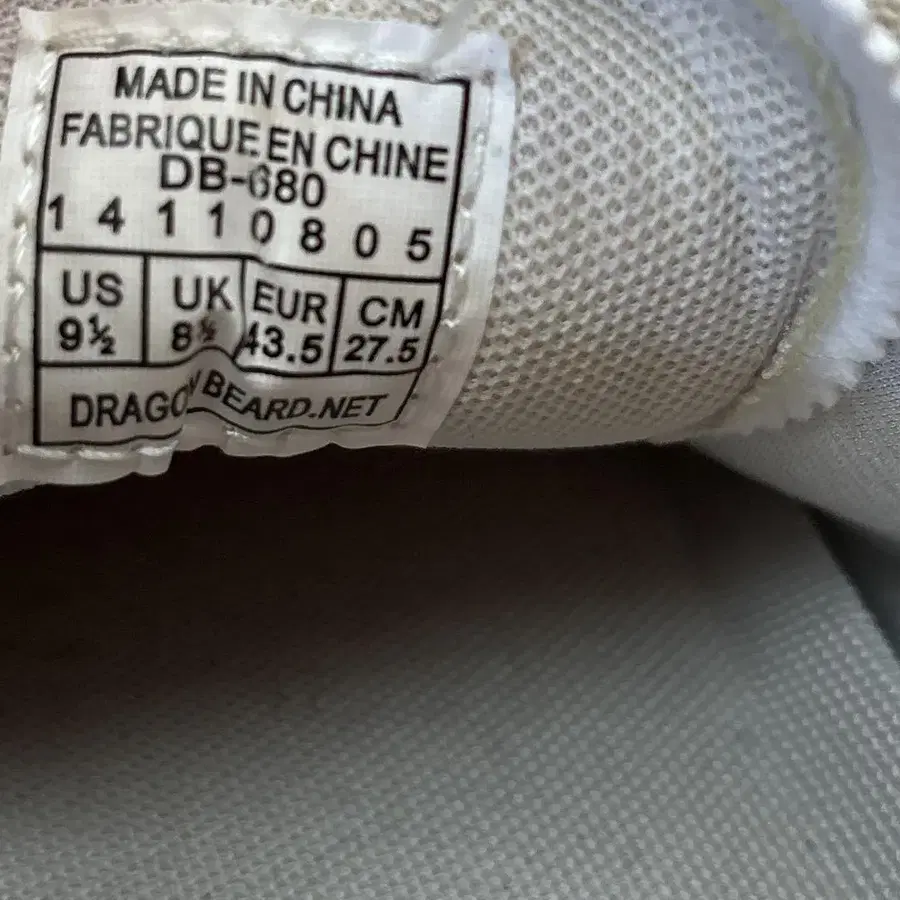 MADE IN CHINA
FABRIQUE EN CHINE
DB-680
1 4 1 1 0 8 0 5
US UK EUR CM
9½ 8½ 43.5 27.5
DRAGON BEARD.NET